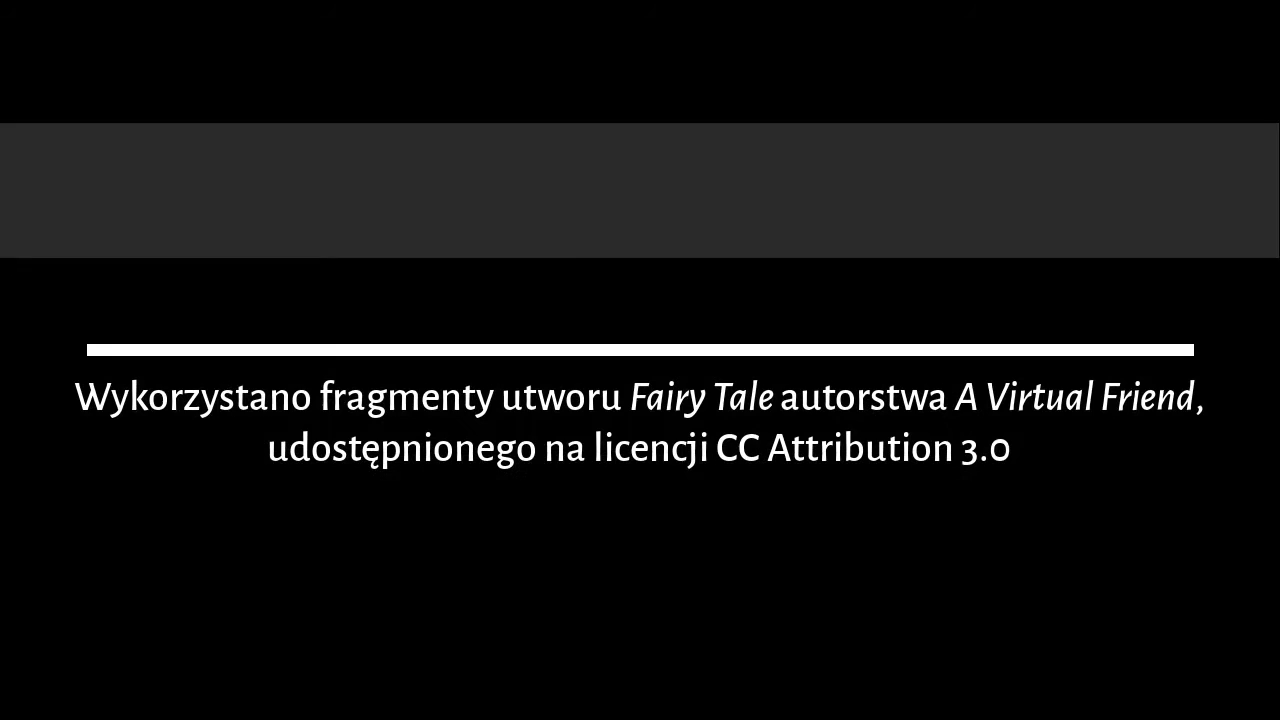 Wykorzystano fragmenty utworu Fairy Tale autorstwa A Virtual Friend,
udostępnionego na licencji CC Attribution 3.0